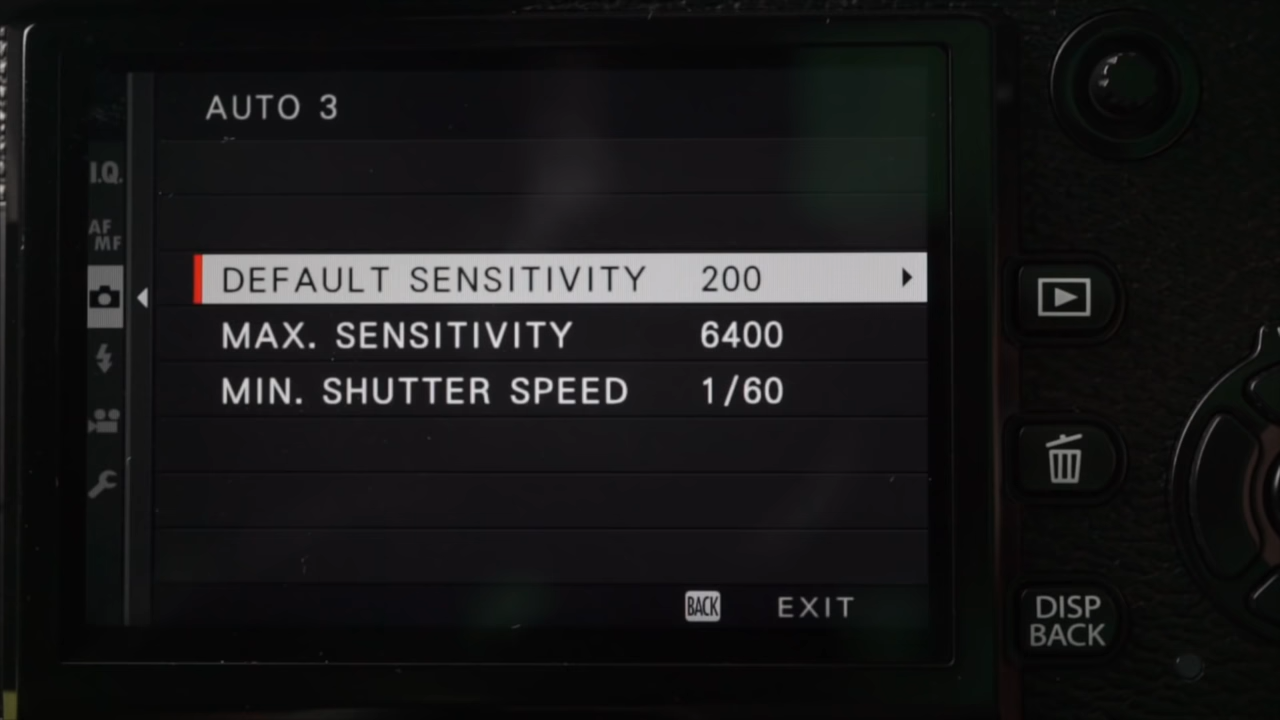 AUTO 3
I.Q.
AF
MF
DEFAULT SENSITIVITY 200
MAX. SENSITIVITY 6400
MIN. SHUTTER SPEED 1/60
BACK EXIT
DISP
BACK